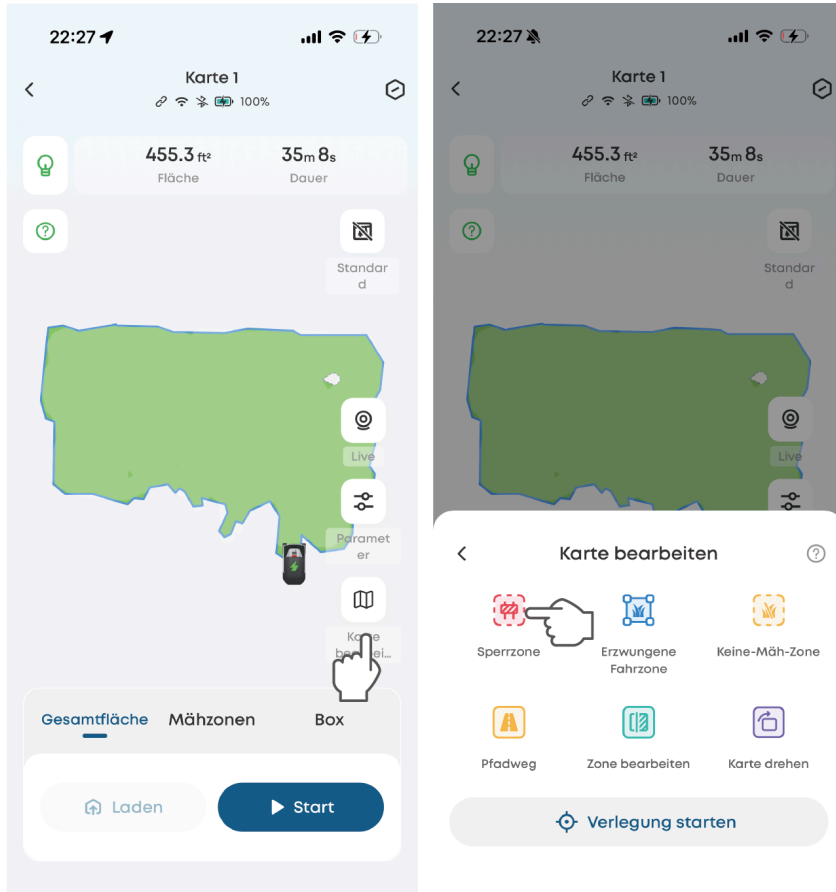 22:27
Karte 1
100%
455.3 ft² 35m 8s
Fläche Dauer
Standar
d
Live
Paramet
er
Karte
Gesamtfläche Mähzonen Box
Laden Start
22:27
Karte 1
100%
455.3 ft² 35m 8s
Fläche Dauer
Standar
d
Live
Karte bearbeiten
Sperrzone Erzwungene Keine-Mäh-Zone
Fahrzone
Pfadweg Zone bearbeiten Karte drehen
Verlegung starten